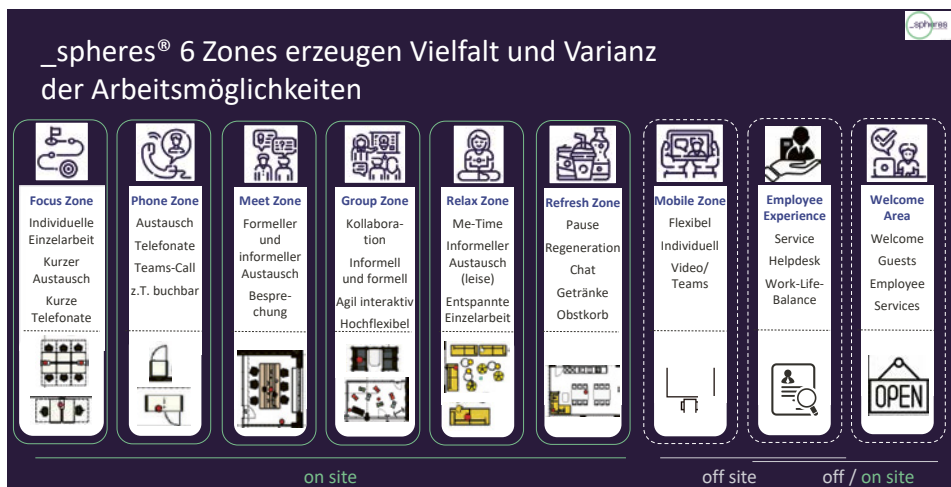 _spheres
_spheres® 6 Zones erzeugen Vielfalt und Varianz
der Arbeitsmöglichkeiten
Focus Zone
Individuelle
Einzelarbeit
Kurzer
Austausch
Kurze
Telefonate
Phone Zone
Austausch
Telefonate
Teams-Call
z.T. buchbar
Meet Zone
Formeller
und
informeller
Austausch
Bespre-
chung
Group Zone
Kollabora-
tion
Informell
und formell
Agil interaktiv
Hochflexibel
Relax Zone
Me-Time
Informeller
Austausch
(leise)
Entspannte
Einzelarbeit
Refresh Zone
Pause
Regeneration
Chat
Getränke
Obstkorb
Mobile Zone
Flexibel
Individuell
Video/
Teams
Employee
Experience
Service
Helpdesk
Work-Life-
Balance
Welcome
Area
Welcome
Guests
Employee
Services
OPEN
on site
off site
off / on site